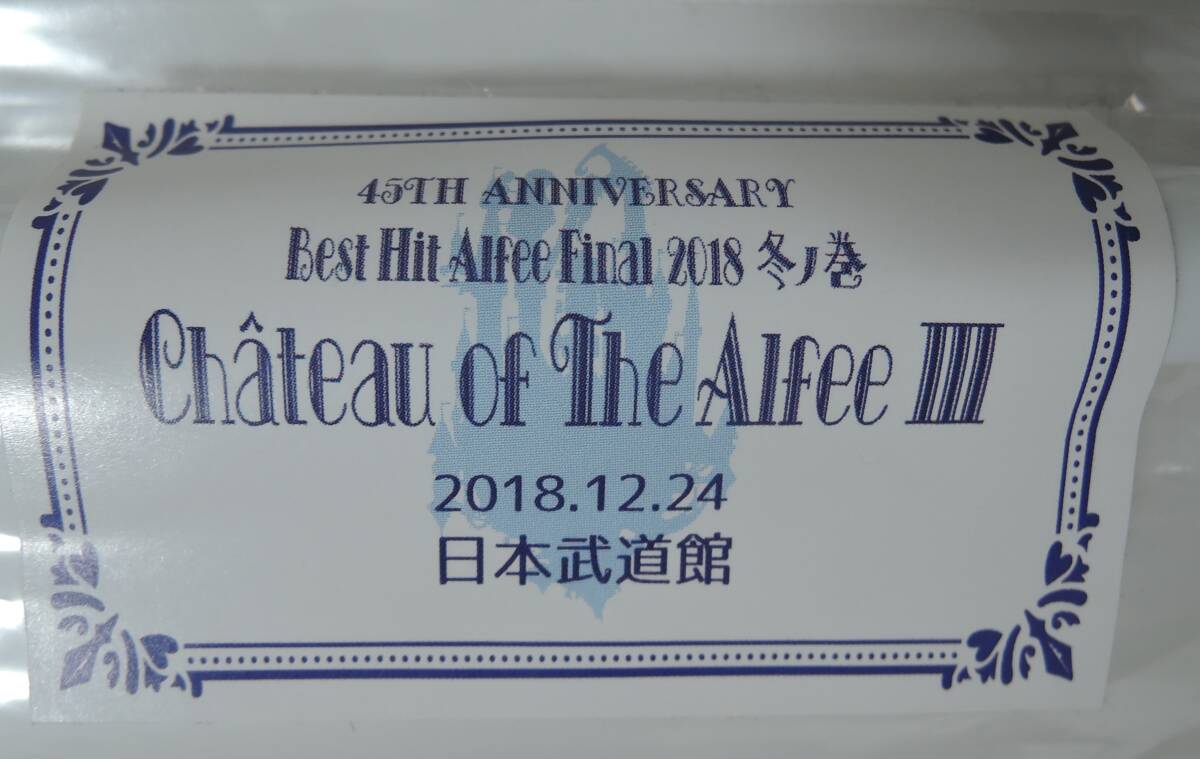 45TH ANNIVERSARY
Best Hit Alfee Final 2018 冬ノ巻
Château of The Alfee III
2018.12.24
日本武道館